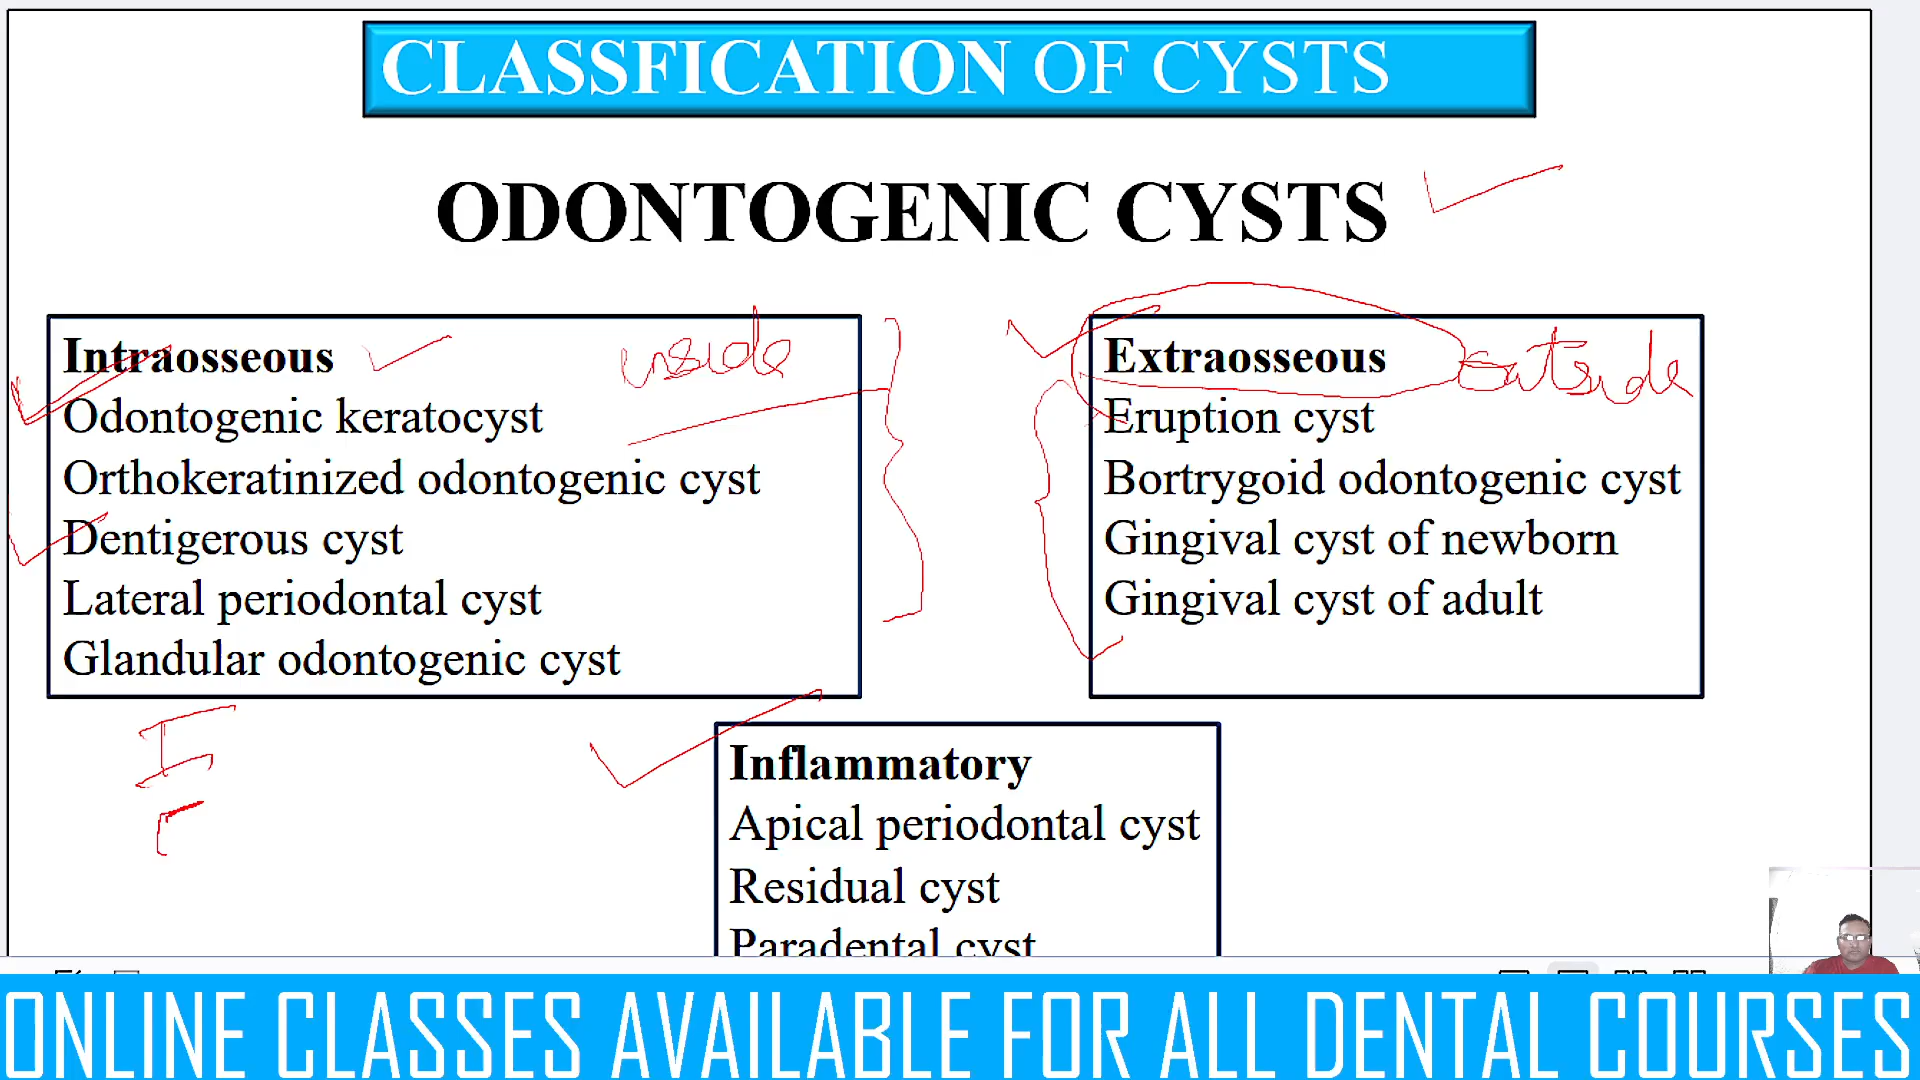 CLASSFICATION OF CYSTS
ODONTOGENIC CYSTS
Intraosseous inside
Odontogenic keratocyst
Orthokeratinized odontogenic cyst
Dentigerous cyst
Lateral periodontal cyst
Glandular odontogenic cyst
Extraosseous outside
Eruption cyst
Bortrygoid odontogenic cyst
Gingival cyst of newborn
Gingival cyst of adult
I
Inflammatory
Apical periodontal cyst
Residual cyst
Paradental cyst
ONLINE CLASSES AVAILABLE FOR ALL DENTAL COURSES